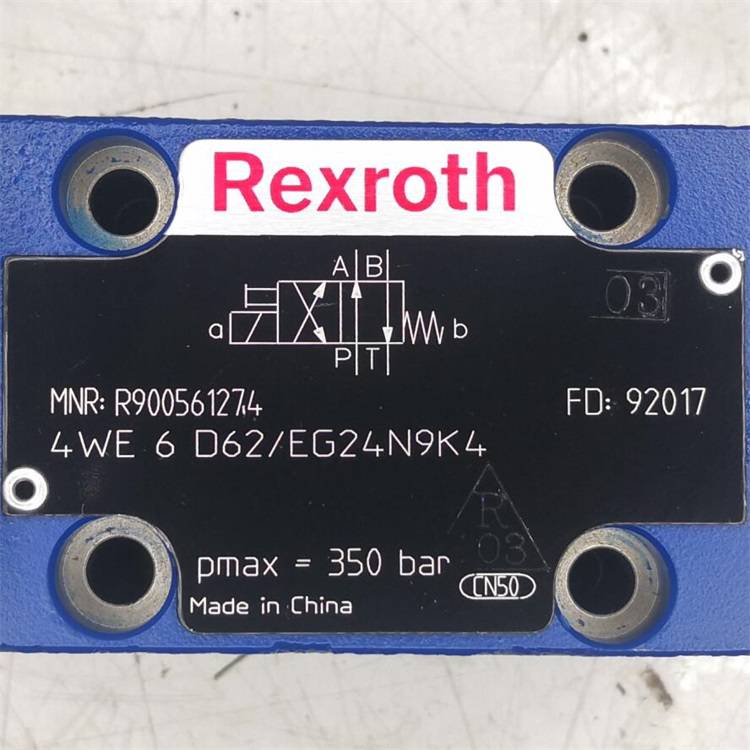 Rexroth
A B
03
a b
P T
MNR: R900561274
FD: 92017
4WE 6 D62/EG24N9K4
R
03
pmax = 350 bar
CN50
Made in China